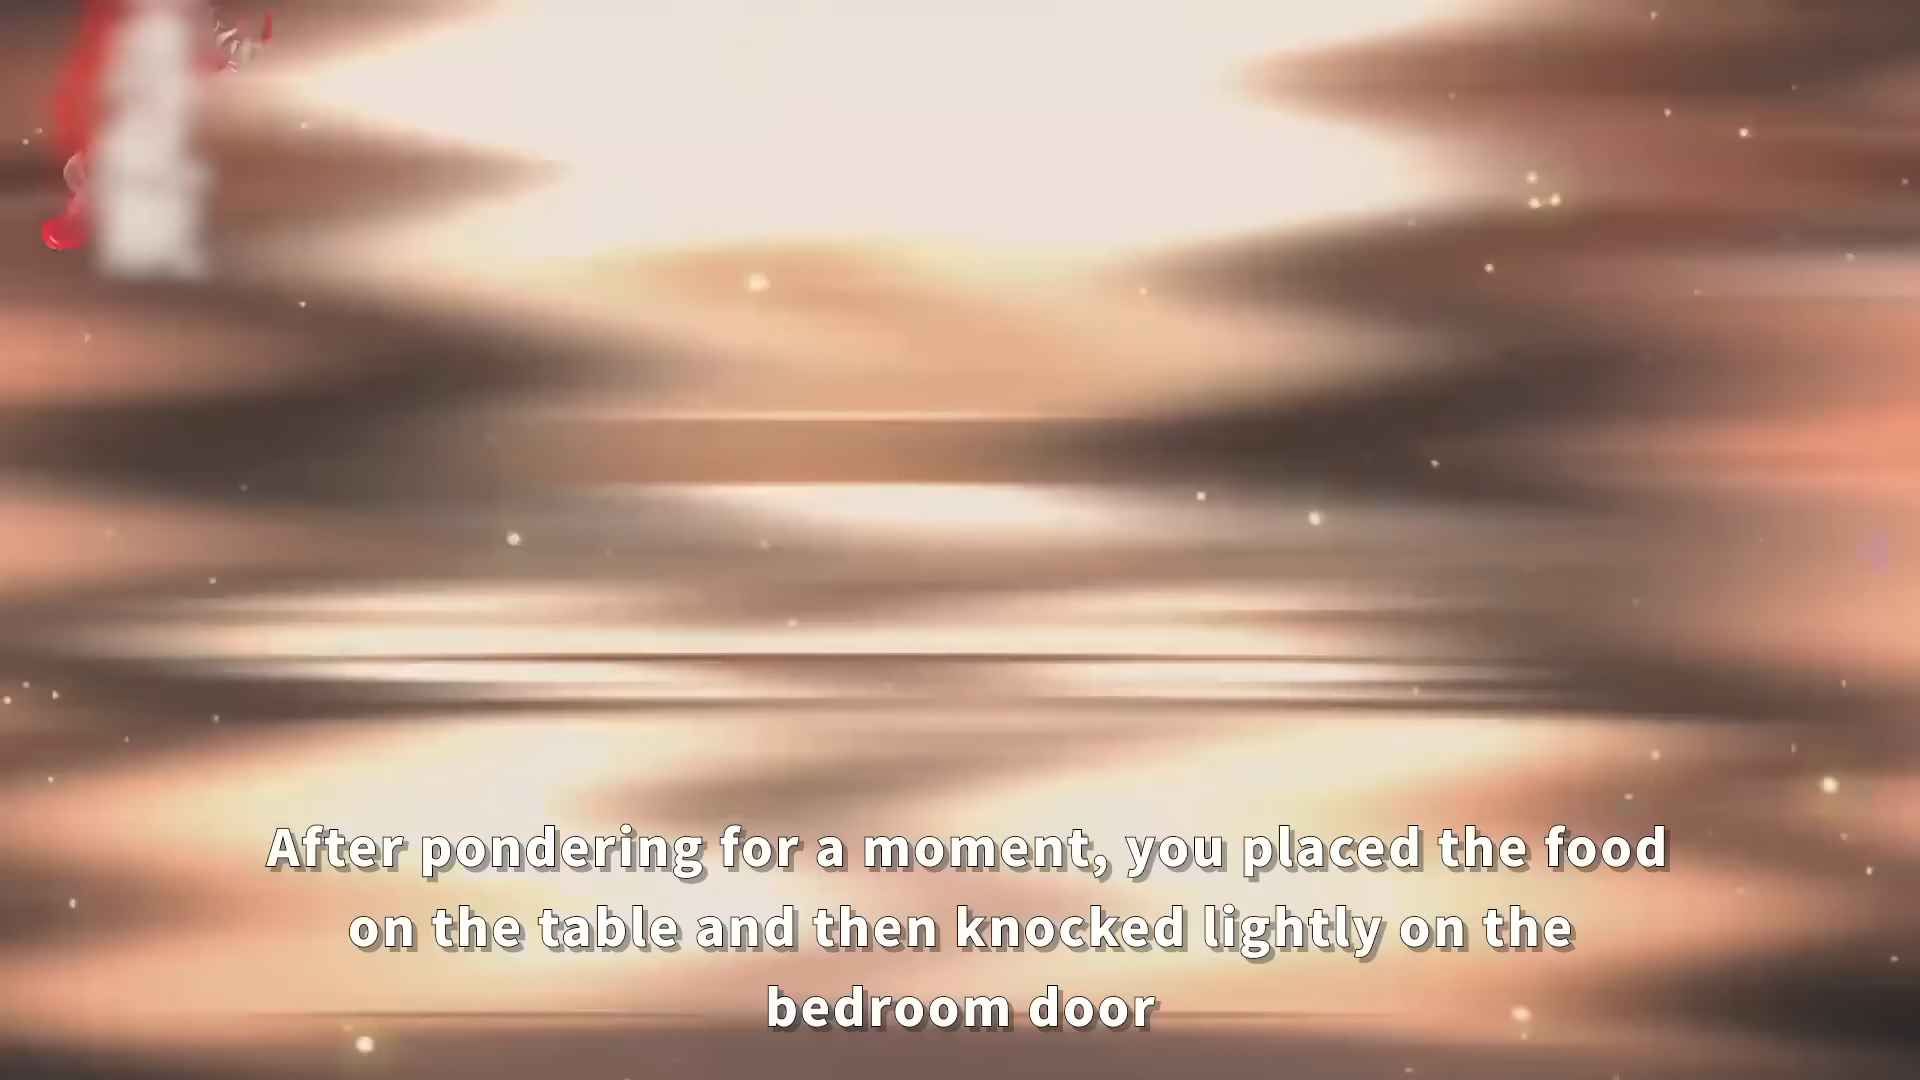 After pondering for a moment, you placed the food
on the table and then knocked lightly on the
bedroom door